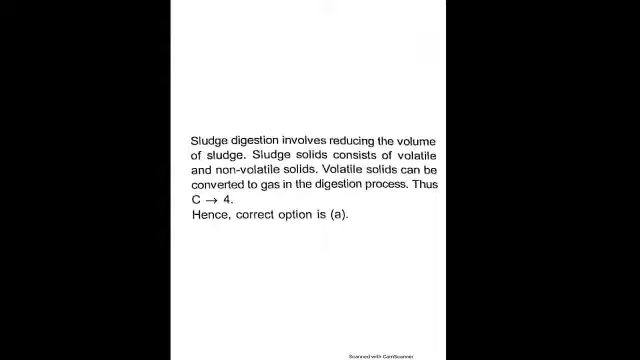 Sludge digestion involves reducing the volume
of sludge. Sludge solids consists of volatile
and non-volatile solids. Volatile solids can be
converted to gas in the digestion process. Thus
C → 4.
Hence, correct option is (a).
Scanned with CamScanner